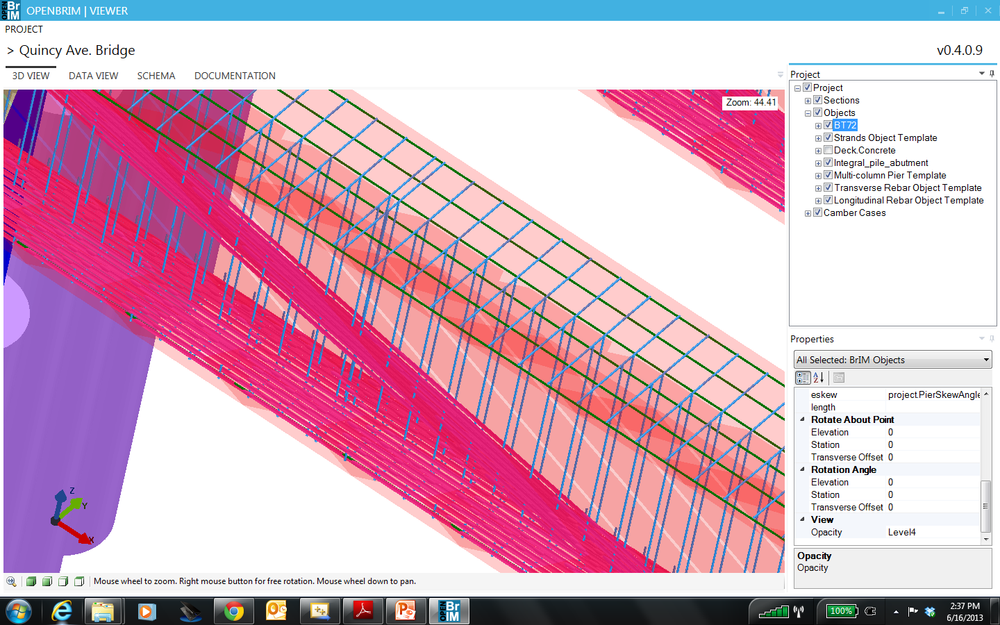 OPEN BrIM OPENBRIM | VIEWER
PROJECT
> Quincy Ave. Bridge
v0.4.0.9
3D VIEW DATA VIEW SCHEMA DOCUMENTATION
Zoom: 44.41
Z
Y
X
Mouse wheel to zoom. Right mouse button for free rotation. Mouse wheel down to pan.
Project
Project
Sections
Objects
BT72
Strands Object Template
Deck.Concrete
Integral_pile_abutment
Multi-column Pier Template
Transverse Rebar Object Template
Longitudinal Rebar Object Template
Camber Cases
Properties
All Selected: BrIM Objects
A
Z
eskew project.PierSkewAngle
length
Rotate About Point
Elevation 0
Station 0
Transverse Offset 0
Rotation Angle
Elevation 0
Station 0
Transverse Offset 0
View
Opacity Level4
Opacity
Opacity
OPEN BrIM
100%
2:37 PM
6/16/2013